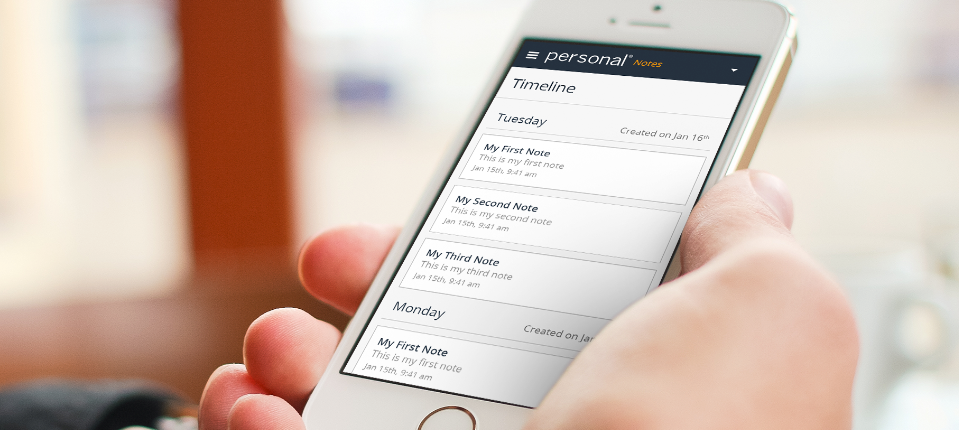 personal® Notes
Timeline
Tuesday
Created on Jan 16th
My First Note
This is my first note
Jan 15th, 9:41 am
My Second Note
This is my second note
Jan 15th, 9:41 am
My Third Note
This is my third note
Jan 15th, 9:41 am
Monday
Created on Jan
My First Note
This is my first note
Jan 15th, 9:41 am